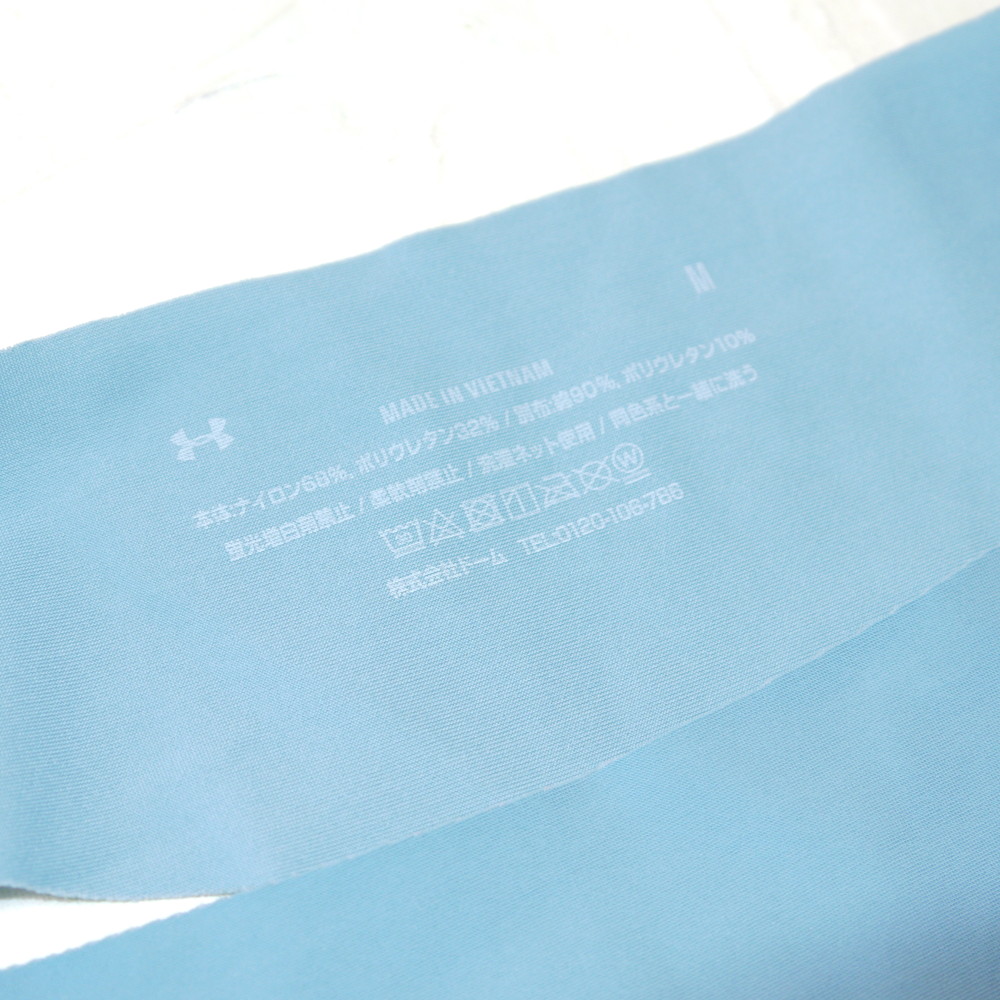 M
MADE IN VIETNAM
本体:ナイロン68%, ポリウレタン32% / 別布:綿90%, ポリウレタン10%
蛍光増白剤禁止 / 柔軟剤禁止 / 洗濯ネット使用 / 同色系と一緒に洗う
30 W
株式会社ドーム TEL:0120-106-786